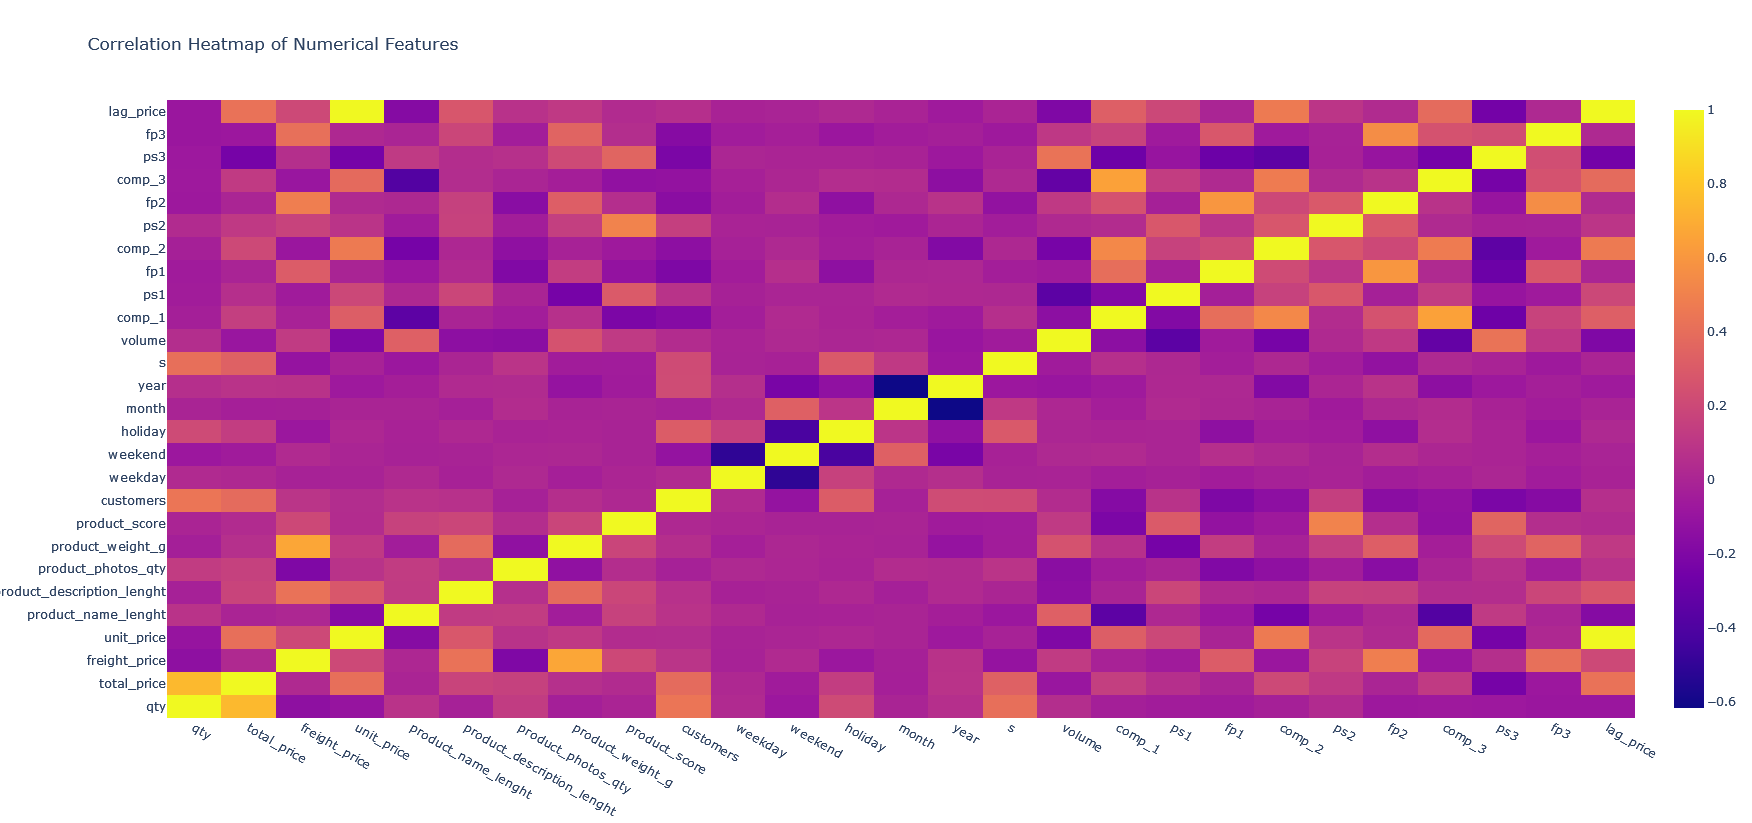 Correlation Heatmap of Numerical Features
lag_price
fp3
ps3
comp_3
fp2
ps2
comp_2
fp1
ps1
comp_1
volume
s
year
month
holiday
weekend
weekday
customers
product_score
product_weight_g
product_photos_qty
product_description_lenght
product_name_lenght
unit_price
freight_price
total_price
qty
qty
total_price
freight_price
unit_price
product_name_lenght
product_description_lenght
product_photos_qty
product_weight_g
product_score
customers
weekday
weekend
holiday
month
year
s
volume
comp_1
ps1
fp1
comp_2
ps2
fp2
comp_3
ps3
fp3
lag_price
1
0.8
0.6
0.4
0.2
0
−0.2
−0.4
−0.6